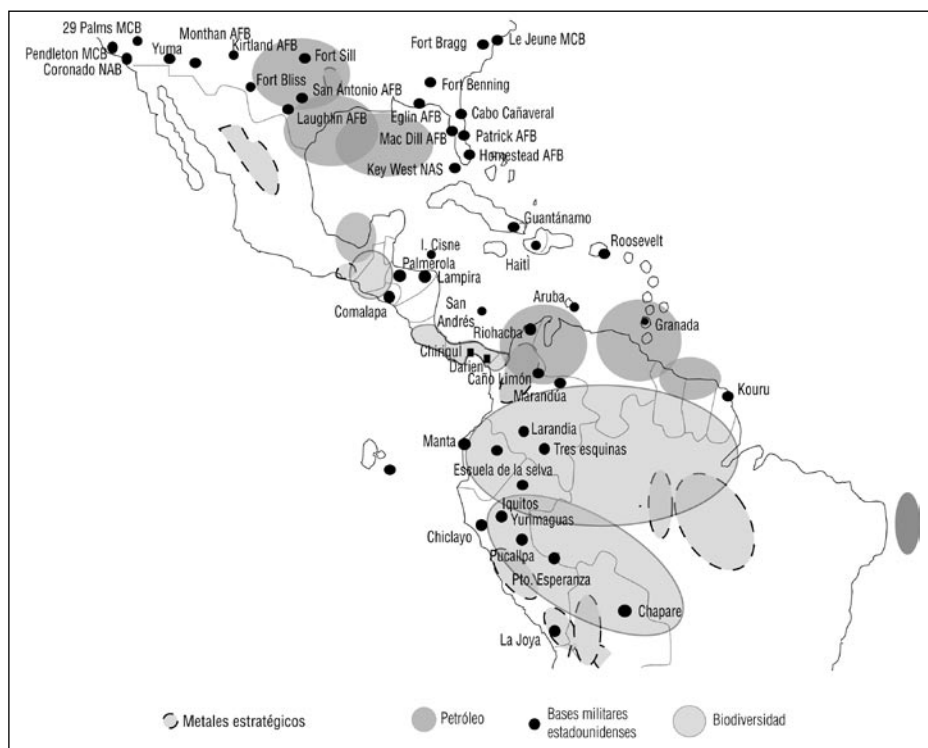 29 Palms MCB
Monthan AFB
Kirtland AFB
Pendleton MCB
Yuma
Coronado NAB
Fort Sill
Fort Bragg
Le Jeune MCB
Fort Bliss
San Antonio AFB
Fort Benning
Laughlin AFB
Eglin AFB
Cabo Cañaveral
Mac Dill AFB
Patrick AFB
Homestead AFB
Key West NAS
Guantánamo
I. Cisne
Haití
Roosevelt
Palmerola
Lampira
Comalapa
San
Andrés
Aruba
Riohacha
Granada
Chiriquí
Darien
Caño Limón
Marandúa
Kouru
Larandia
Manta
Tres esquinas
Escuela de la selva
Iquitos
Yurimaguas
Chiclayo
Pucallpa
Pto. Esperanza
Chapare
La Joya
Metales estratégicos
Petróleo
Bases militares
estadounidenses
Biodiversidad